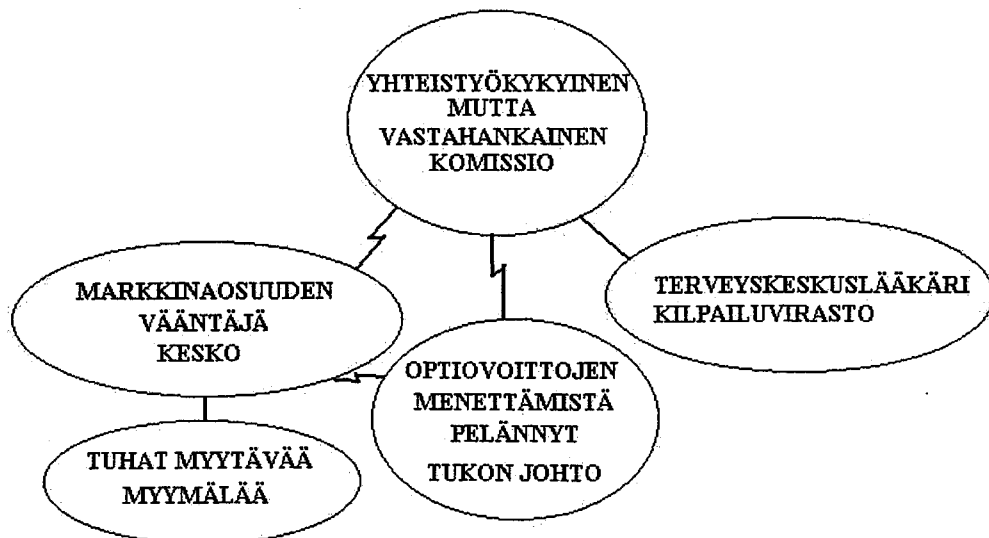 YHTEISTYÖKYKYINEN
MUTTA
VASTAHANKAINEN
KOMISSIO
MARKKINAOSUUDEN
VÄÄNTÄJÄ
KESKO
TERVEYSKESKUSLÄÄKÄRI
KILPAILUVIRASTO
OPTIOVOITTOJEN
MENETTÄMISTÄ
PELÄNNYT
TUKON JOHTO
TUHAT MYYTÄVÄÄ
MYYMÄLÄÄ